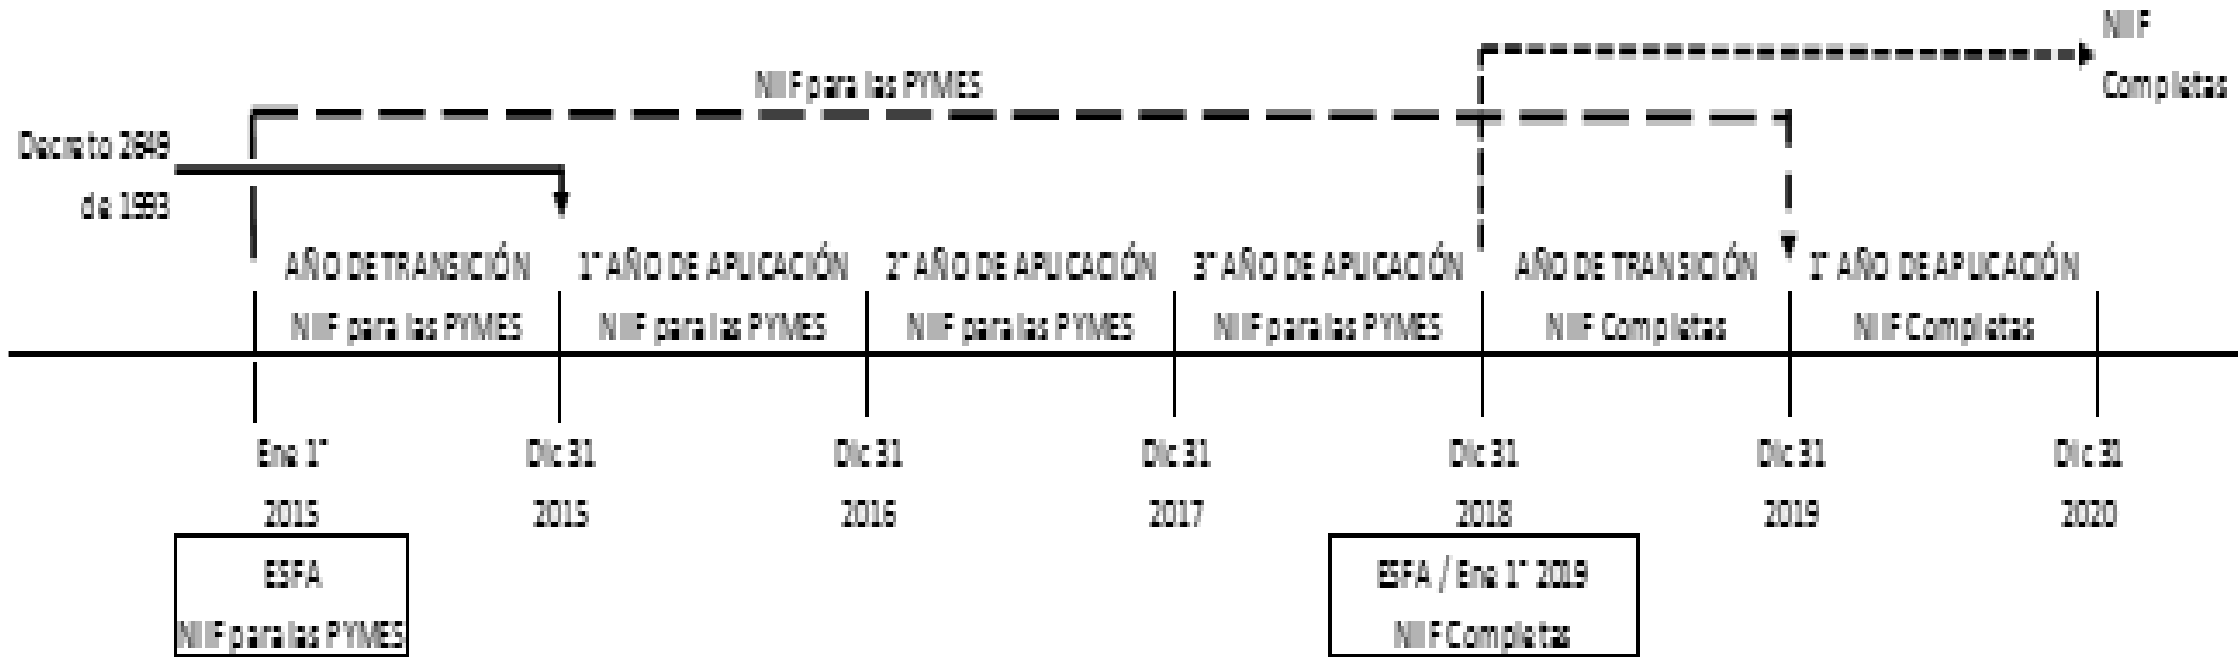 NIIF
Completas
NIIF para las PYMES
Decreto 2649
de 1993
AÑO DE TRANSICIÓN
NIIF para las PYMES
1° AÑO DE APLICACIÓN
NIIF para las PYMES
2° AÑO DE APLICACIÓN
NIIF para las PYMES
3° AÑO DE APLICACIÓN
NIIF para las PYMES
AÑO DE TRANSICIÓN
NIIF Completas
1° AÑO DE APLICACIÓN
NIIF Completas
Ene 1°
2015
Dic 31
2015
Dic 31
2016
Dic 31
2017
Dic 31
2018
Dic 31
2019
Dic 31
2020
ESFA
NIIF para las PYMES
ESFA / Ene 1° 2019
NIIF Completas